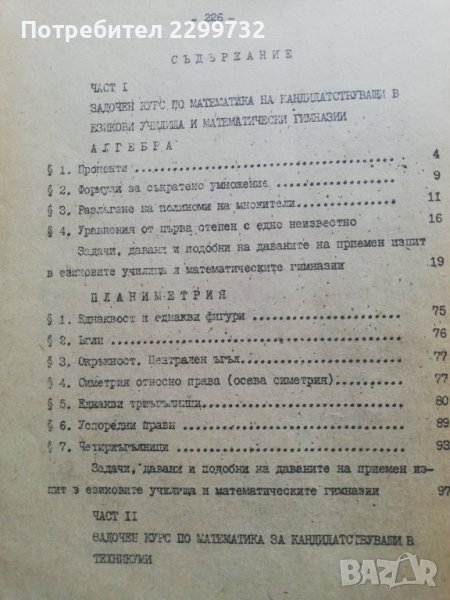 Потребител 2299732
- 226 -
СЪДЪРЖАНИЕ
ЧАСТ I
ЗАДОЧЕН КУРС ПО МАТЕМАТИКА НА КАНДИДАТСТВУВАЩИ В
ЕЗИКОВИ УЧИЛИЩА И МАТЕМАТИЧЕСКИ ГИМНАЗИИ
АЛГЕБРА
§ 1. Проценти 4
§ 2. Формули за съкратено умножение 9
§ 3. Разлагане на полиноми на множители 11
§ 4. Уравнения от първа степен с едно неизвестно 16
Задачи, давани и подобни на даваните на приемен изпит
в езиковите училища и математическите гимназии 19
ПЛАНИМЕТРИЯ
§ 1. Еднаквост и еднакви фигури 75
§ 2. Ъгли 76
§ 3. Окръжност. Централен ъгъл 77
§ 4. Симетрия относно права (осева симетрия) 77
§ 5. Еднакви триъгълници 80
§ 6. Успоредни прави 89
§ 7. Четириъгълници 93
Задачи, давани и подобни на даваните на приемен из-
пит в езиковите училища и математическите гимназии 97
ЧАСТ II
ЗАДОЧЕН КУРС ПО МАТЕМАТИКА ЗА КАНДИДАТСТВУВАЩИ В
ТЕХНИКУМИ
BAZAR